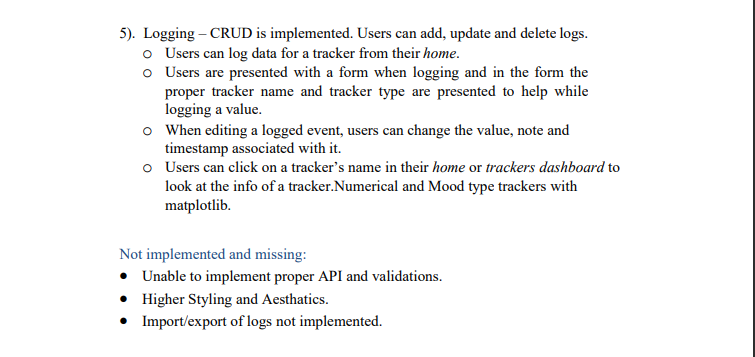 5). Logging – CRUD is implemented. Users can add, update and delete logs.
o Users can log data for a tracker from their home.
o Users are presented with a form when logging and in the form the
proper tracker name and tracker type are presented to help while
logging a value.
o When editing a logged event, users can change the value, note and
timestamp associated with it.
o Users can click on a tracker’s name in their home or trackers dashboard to
look at the info of a tracker.Numerical and Mood type trackers with
matplotlib.
Not implemented and missing:
● Unable to implement proper API and validations.
● Higher Styling and Aesthatics.
● Import/export of logs not implemented.